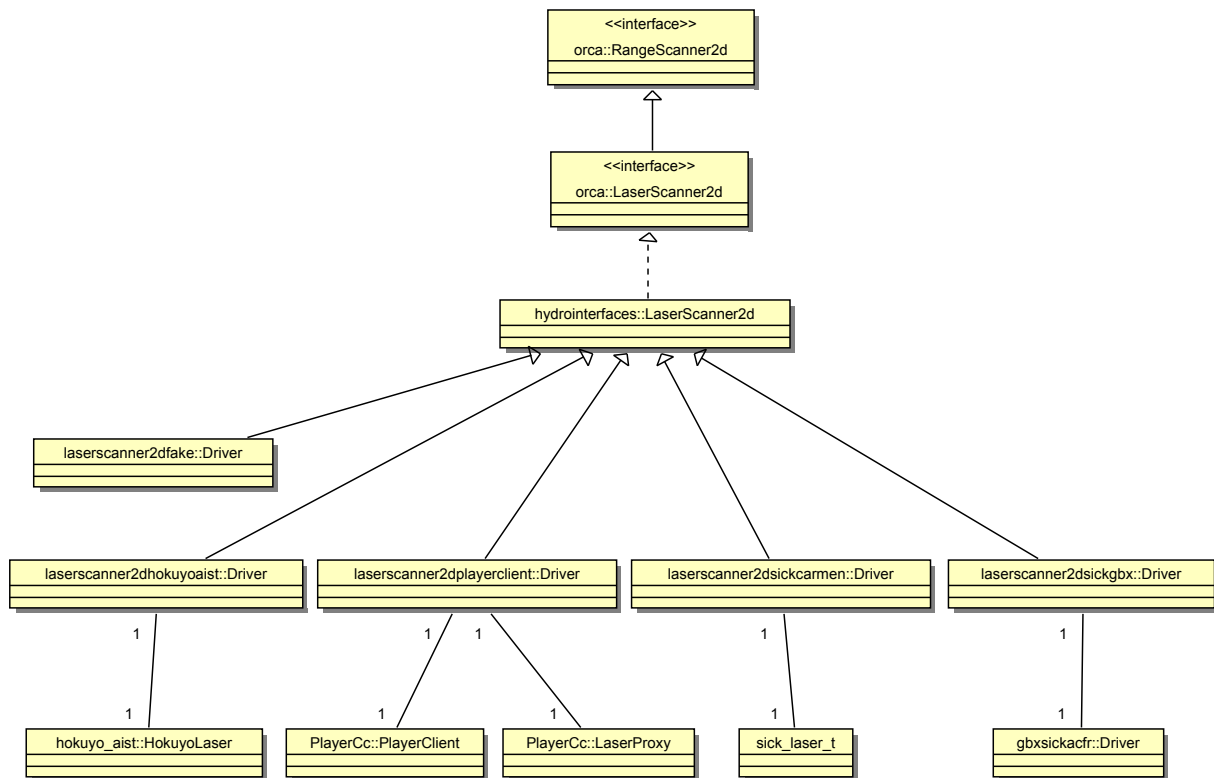 <<interface>>
orca::RangeScanner2d
<<interface>>
orca::LaserScanner2d
hydrointerfaces::LaserScanner2d
laserscanner2dfake::Driver
laserscanner2dhokuyoaist::Driver
laserscanner2dplayerclient::Driver
laserscanner2dsickcarmen::Driver
laserscanner2dsickgbx::Driver
1
1
1
1
1
1
1
1
1
1
hokuyo_aist::HokuyoLaser
PlayerCc::PlayerClient
PlayerCc::LaserProxy
sick_laser_t
gbxsickacfr::Driver